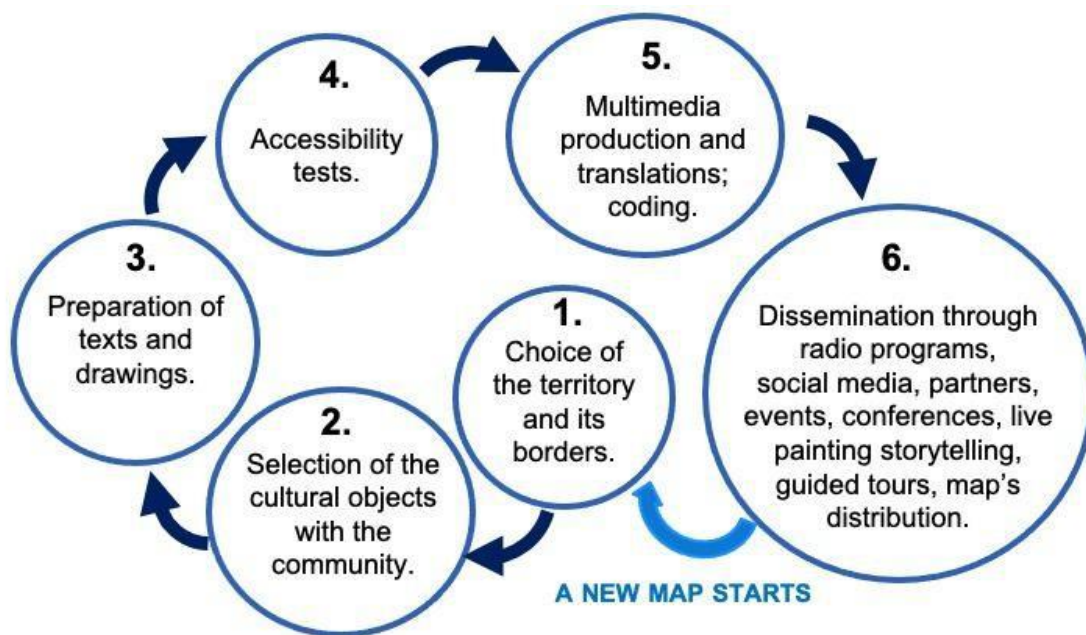 1.
Choice of
the territory
and its
borders.
2.
Selection of the
cultural objects
with the
community.
3.
Preparation of
texts and
drawings.
4.
Accessibility
tests.
5.
Multimedia
production and
translations;
coding.
6.
Dissemination through
radio programs,
social media, partners,
events, conferences, live
painting storytelling,
guided tours, map's
distribution.
A NEW MAP STARTS